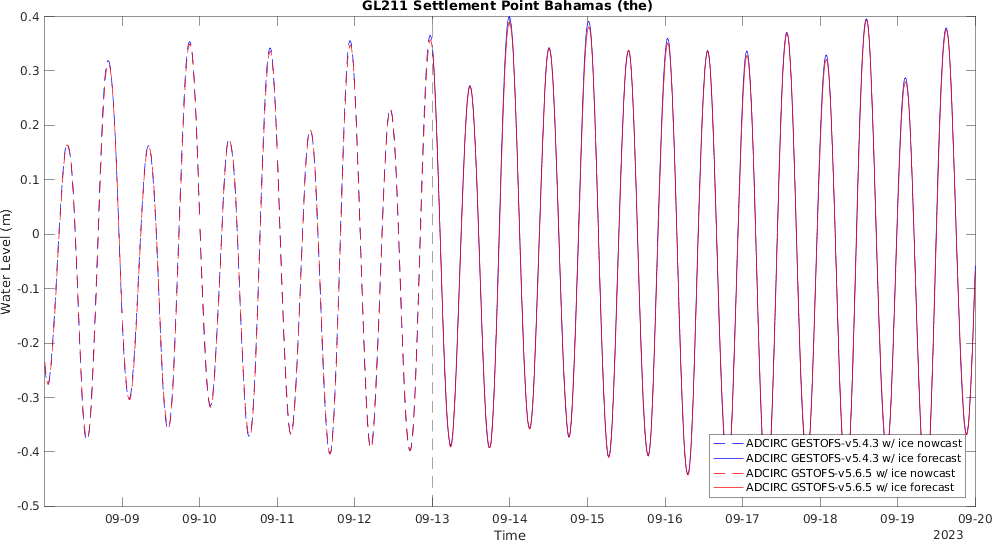 GL211 Settlement Point Bahamas (the)
0.4
0.3
0.2
0.1
0
-0.1
-0.2
-0.3
-0.4
-0.5
Water Level (m)
ADCIRC GESTOFS-v5.4.3 w/ ice nowcast
ADCIRC GESTOFS-v5.4.3 w/ ice forecast
ADCIRC GSTOFS-v5.6.5 w/ ice nowcast
ADCIRC GSTOFS-v5.6.5 w/ ice forecast
09-09 09-10 09-11 09-12 09-13 09-14 09-15 09-16 09-17 09-18 09-19 09-20
Time
2023